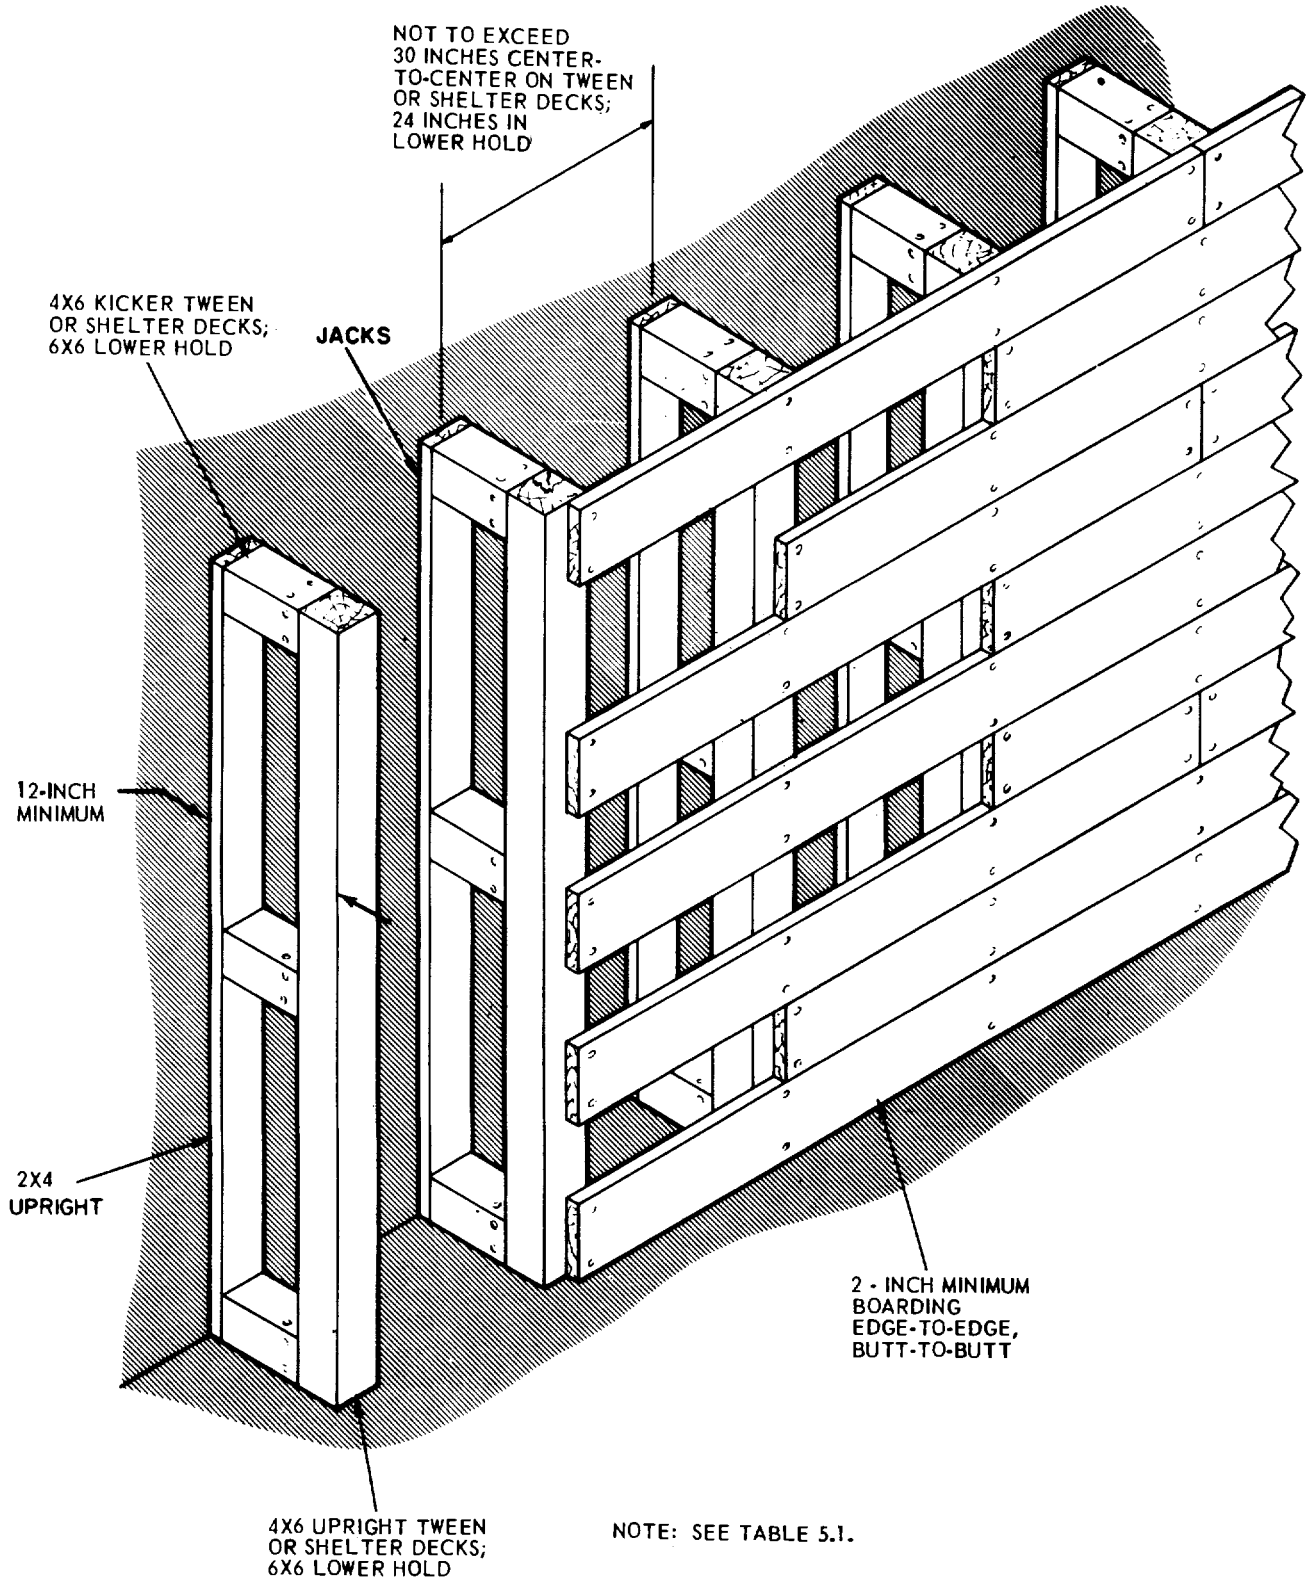 NOT TO EXCEED
30 INCHES CENTER-
TO-CENTER ON TWEEN
OR SHELTER DECKS;
24 INCHES IN
LOWER HOLD
4X6 KICKER TWEEN
OR SHELTER DECKS;
6X6 LOWER HOLD
JACKS
12-INCH
MINIMUM
2X4
UPRIGHT
2 - INCH MINIMUM
BOARDING
EDGE-TO-EDGE,
BUTT-TO-BUTT
4X6 UPRIGHT TWEEN
OR SHELTER DECKS;
6X6 LOWER HOLD
NOTE: SEE TABLE 5.1.